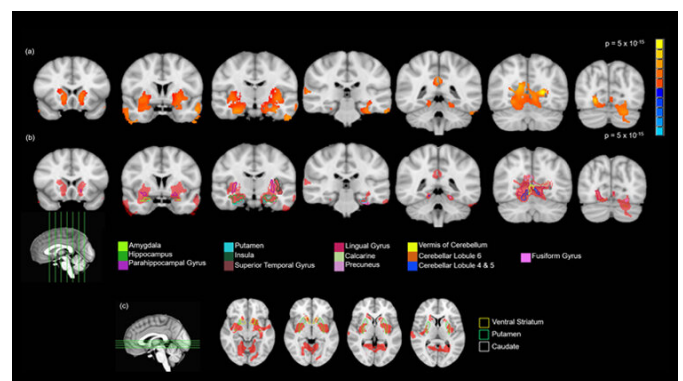 (a)
p = 5 x 10⁻¹⁵
(b)
p = 5 x 10⁻¹⁵
Amygdala
Hippocampus
Parahippocampal Gyrus
Putamen
Insula
Superior Temporal Gyrus
Lingual Gyrus
Calcarine
Precuneus
Vermis of Cerebellum
Cerebellar Lobule 6
Cerebellar Lobule 4 & 5
Fusiform Gyrus
(c)
Ventral Striatum
Putamen
Caudate